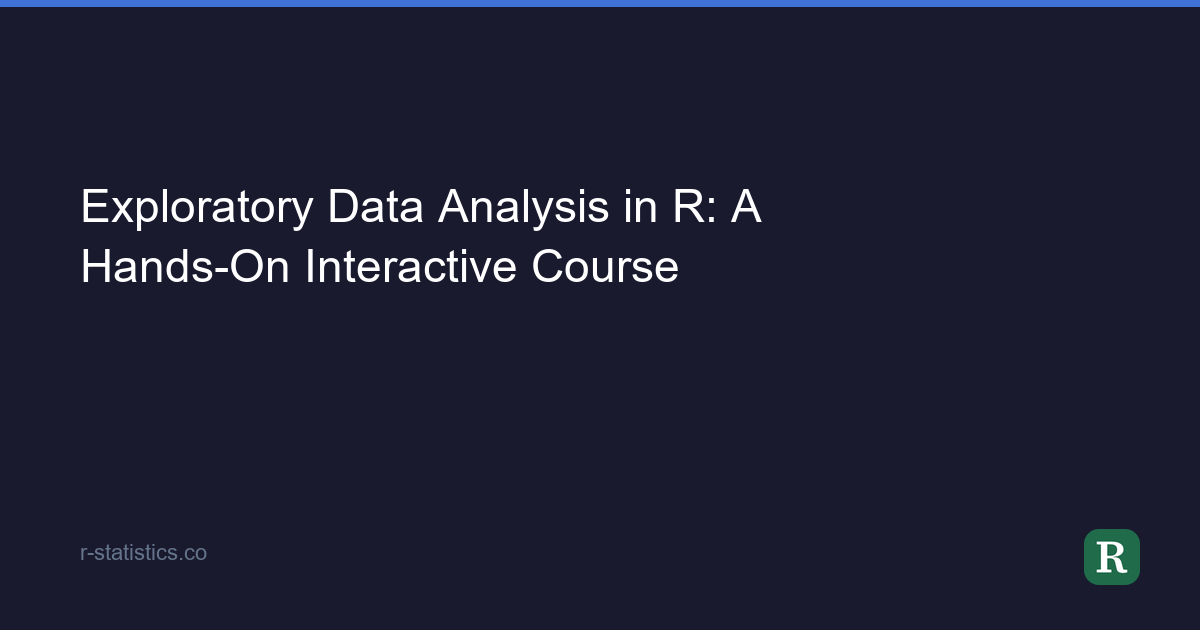 Exploratory Data Analysis in R: A
Hands-On Interactive Course
r-statistics.co
R